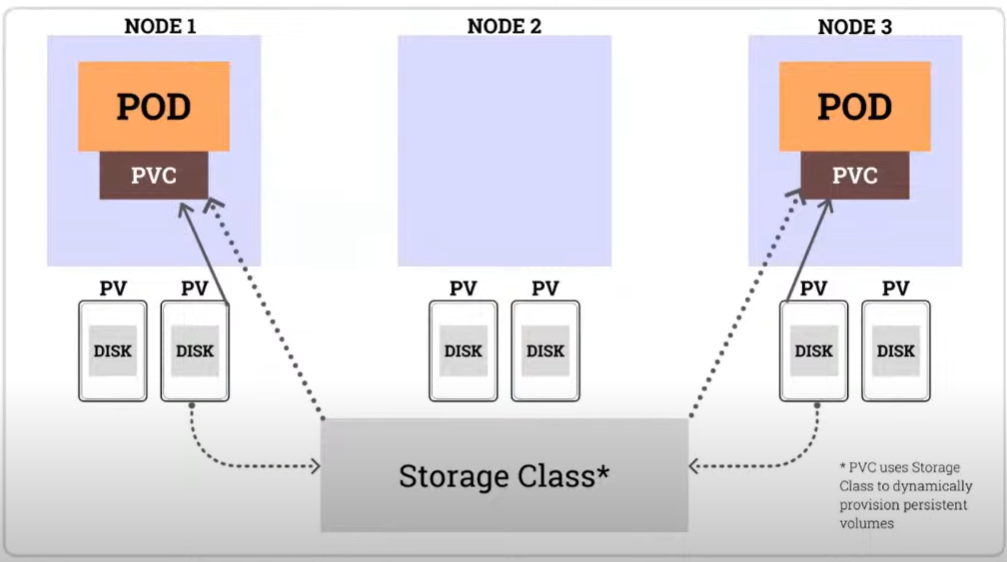 NODE 1
NODE 2
NODE 3
POD
POD
PVC
PVC
PV
PV
PV
PV
PV
PV
DISK
DISK
DISK
DISK
DISK
DISK
Storage Class*
* PVC uses Storage
Class to dynamically
provision persistent
volumes